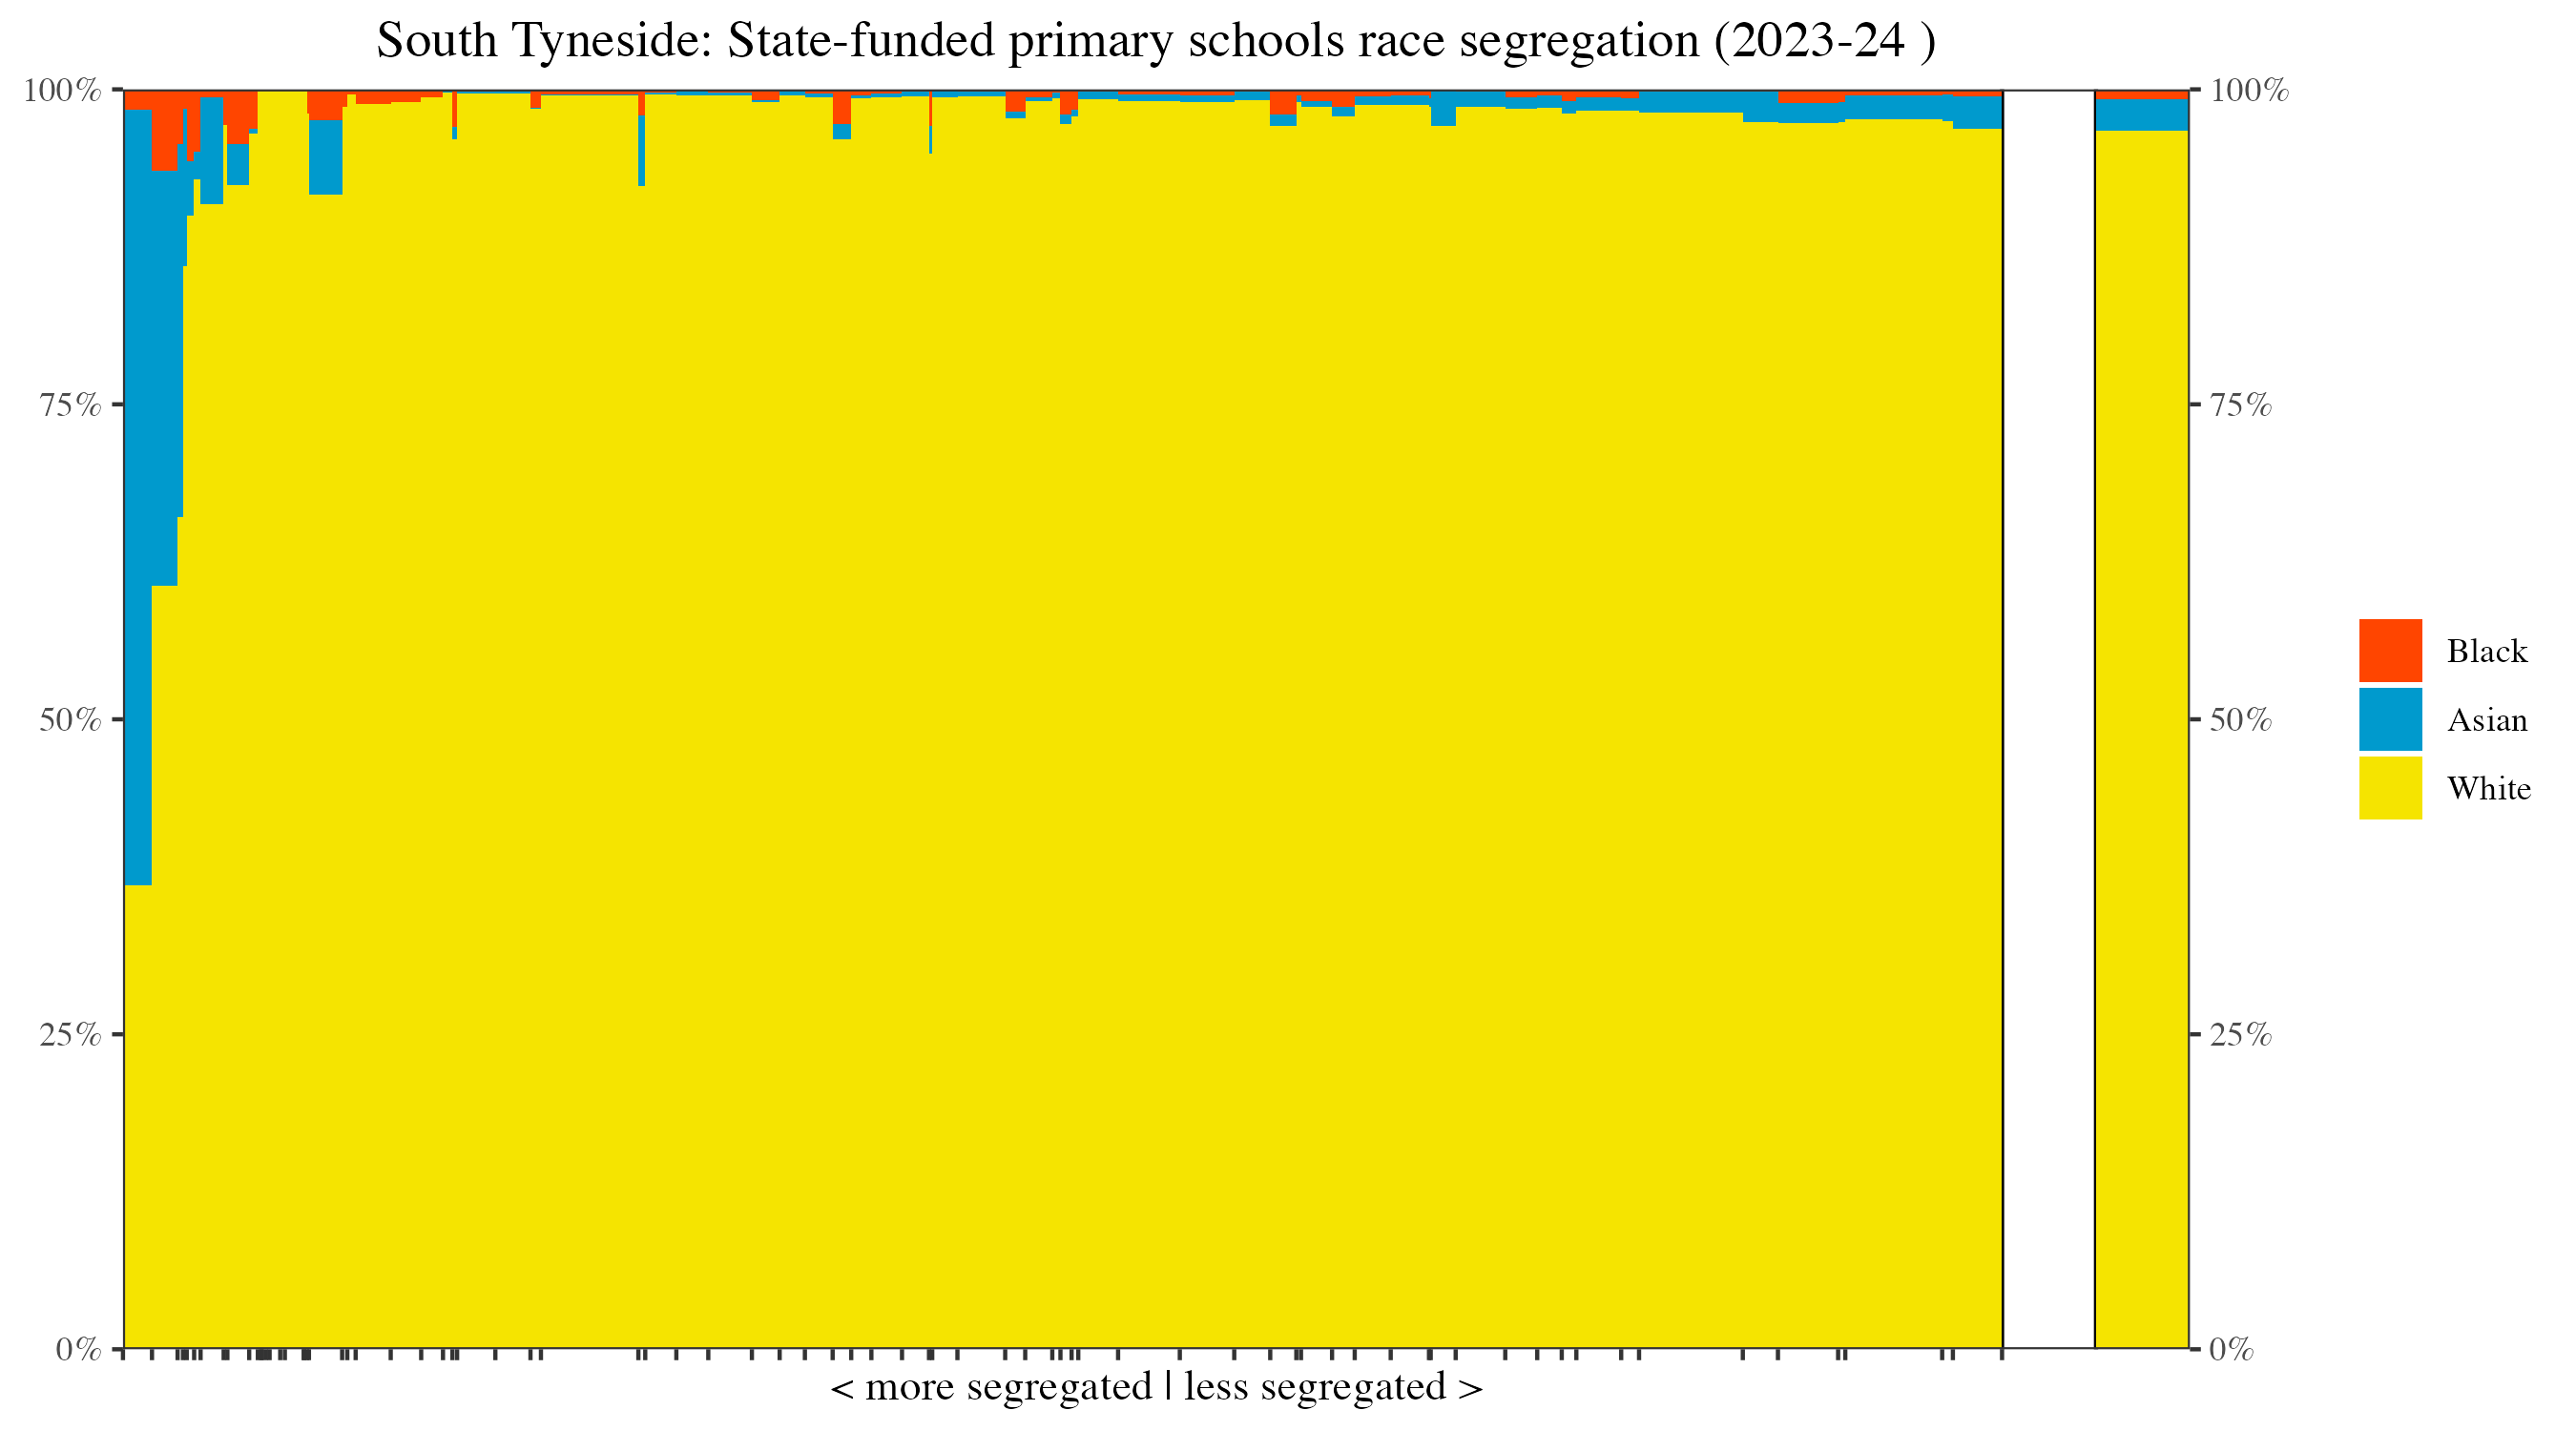 South Tyneside: State-funded primary schools race segregation (2023-24 )
100%
75%
50%
25%
0%
100%
75%
50%
25%
0%
Black
Asian
White
< more segregated | less segregated >